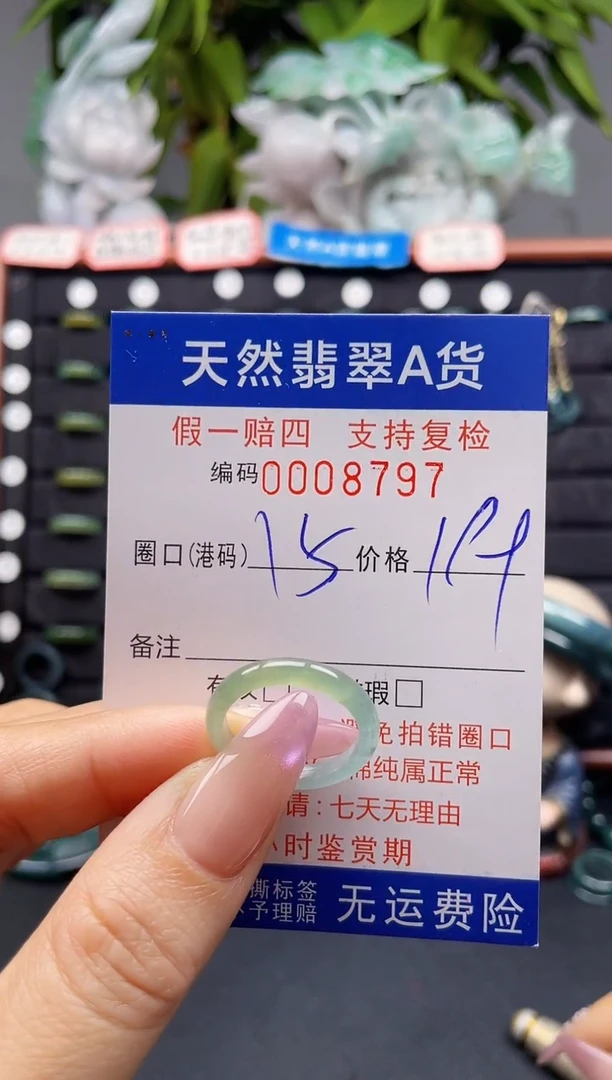 天然翡翠A货
假一赔四 支持复检
编码0008797
圈口(港码) 15 价格
备注
瑕□
免拍错圈口
棉纯属正常
请:七天无理由
小时鉴赏期
撕标签
不予理赔
无运费险